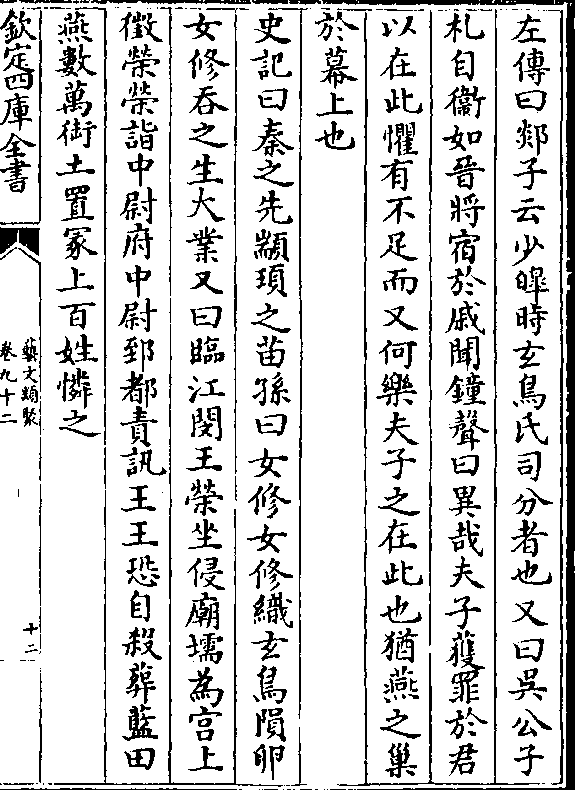 左傳曰郯子云少皥時玄鳥氏司分者也又曰吳公子
札自衞如晉將宿於戚聞鐘聲曰異哉夫子獲罪於君
以在此懼有不足而又何樂夫子之在此也猶燕之巢
於幕上也
史記曰秦之先顓頊之苗孫曰女修女修織玄鳥隕卵
女修吞之生大業又曰臨江閔王榮坐侵廟壖為宮上
徵榮榮詣中尉府中尉郅都責訊王王恐自殺葬藍田
燕數萬銜土置冢上百姓憐之
欽定四庫全書
藝文類聚
卷九十二
十二